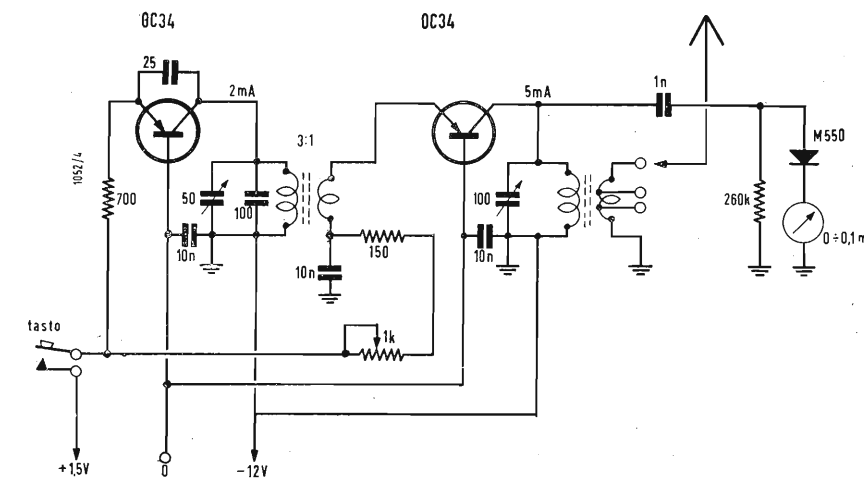 OC34
OC34
25
2mA
5mA
1n
3:1
M550
1052/4
700
50
100
100
260k
10n
10n
150
10n
0÷0,1m
tasto
1k
+1,5V
0
-12V